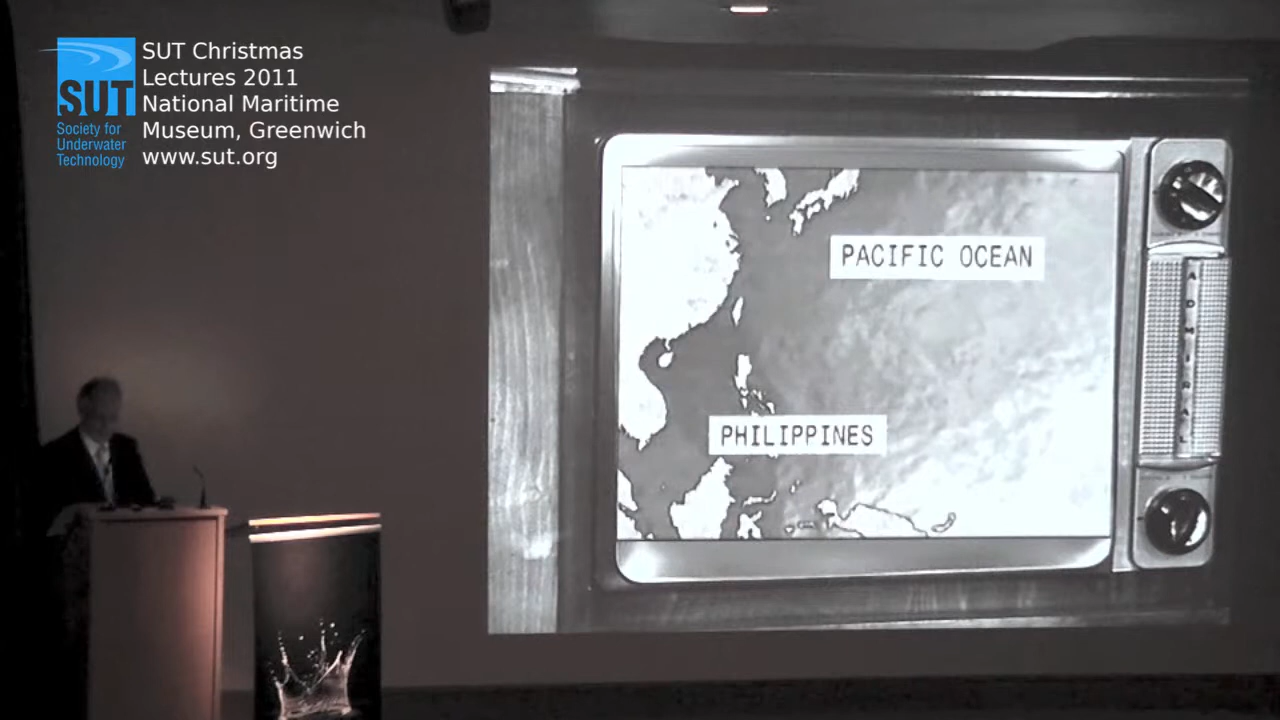 SUT
Society for
Underwater
Technology
SUT Christmas
Lectures 2011
National Maritime
Museum, Greenwich
www.sut.org
PACIFIC OCEAN
PHILIPPINES
ADMIRAL